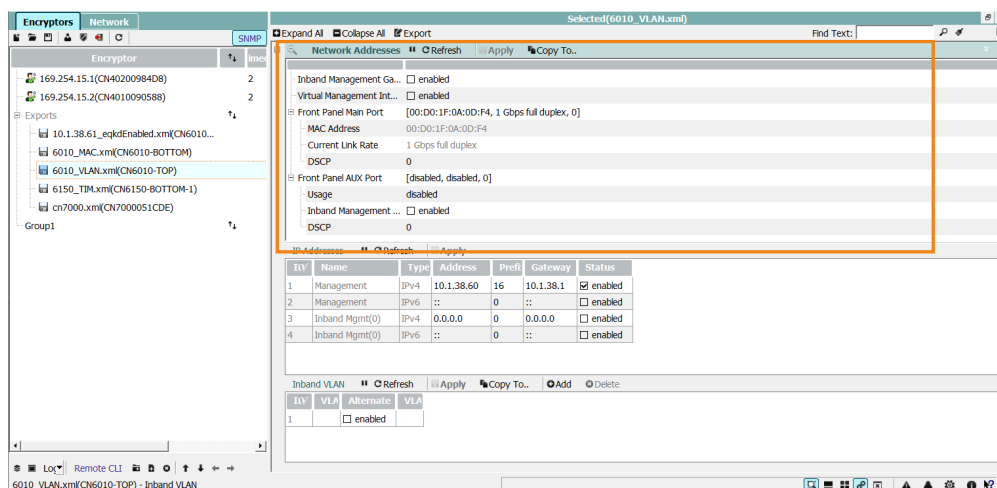 Encryptors Network
Selected(6010_VLAN.xml)
SNMP
Expand All Collapse All Export Find Text:
Encryptor
Network Addresses Refresh Apply Copy To..
169.254.15.1(CN40200984D8) 2
169.254.15.2(CN4010090588) 2
Exports
10.1.38.61_eqkdEnabled.xml(CN6010...
6010_MAC.xml(CN6010-BOTTOM)
6010_VLAN.xml(CN6010-TOP)
6150_TIM.xml(CN6150-BOTTOM-1)
cn7000.xml(CN7000051CDE)
Group1
Inband Management Ga... enabled
Virtual Management Int... enabled
Front Panel Main Port [00:D0:1F:0A:0D:F4, 1 Gbps full duplex, 0]
MAC Address 00:D0:1F:0A:0D:F4
Current Link Rate 1 Gbps full duplex
DSCP 0
Front Panel AUX Port [disabled, disabled, 0]
Usage disabled
Inband Management ... enabled
DSCP 0
IP Addresses Refresh Apply
Name Type Address Prefi Gateway Status
1 Management IPv4 10.1.38.60 16 10.1.38.1 enabled
2 Management IPv6 :: 0 :: enabled
3 Inband Mgmt(0) IPv4 0.0.0.0 0 0.0.0.0 enabled
4 Inband Mgmt(0) IPv6 :: 0 :: enabled
Inband VLAN Refresh Apply Copy To.. Add Delete
VLA Alternate VLA
1 enabled
Remote CLI
6010_VLAN.xml(CN6010-TOP) - Inband VLAN